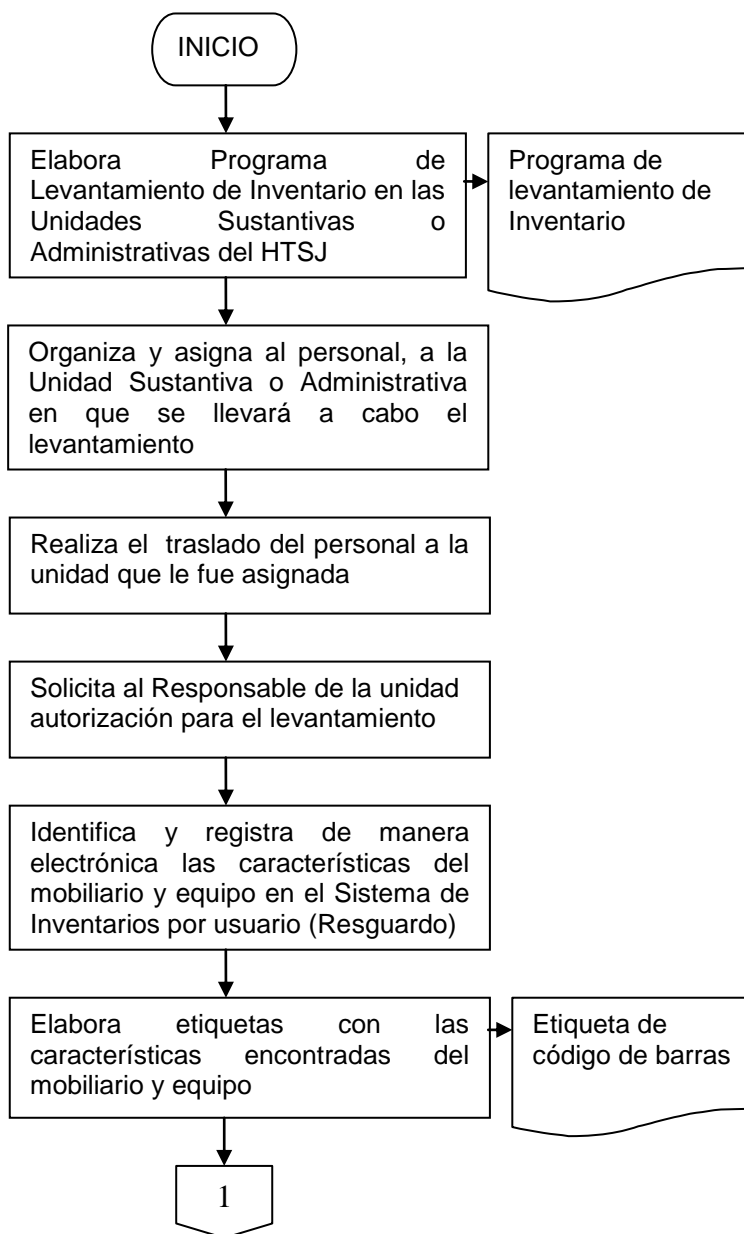 INICIO
Elabora Programa de
Levantamiento de Inventario en las
Unidades Sustantivas o
Administrativas del HTSJ
Programa de
levantamiento de
Inventario
Organiza y asigna al personal, a la
Unidad Sustantiva o Administrativa
en que se llevará a cabo el
levantamiento
Realiza el traslado del personal a la
unidad que le fue asignada
Solicita al Responsable de la unidad
autorización para el levantamiento
Identifica y registra de manera
electrónica las características del
mobiliario y equipo en el Sistema de
Inventarios por usuario (Resguardo)
Elabora etiquetas con las
características encontradas del
mobiliario y equipo
Etiqueta de
código de barras
1